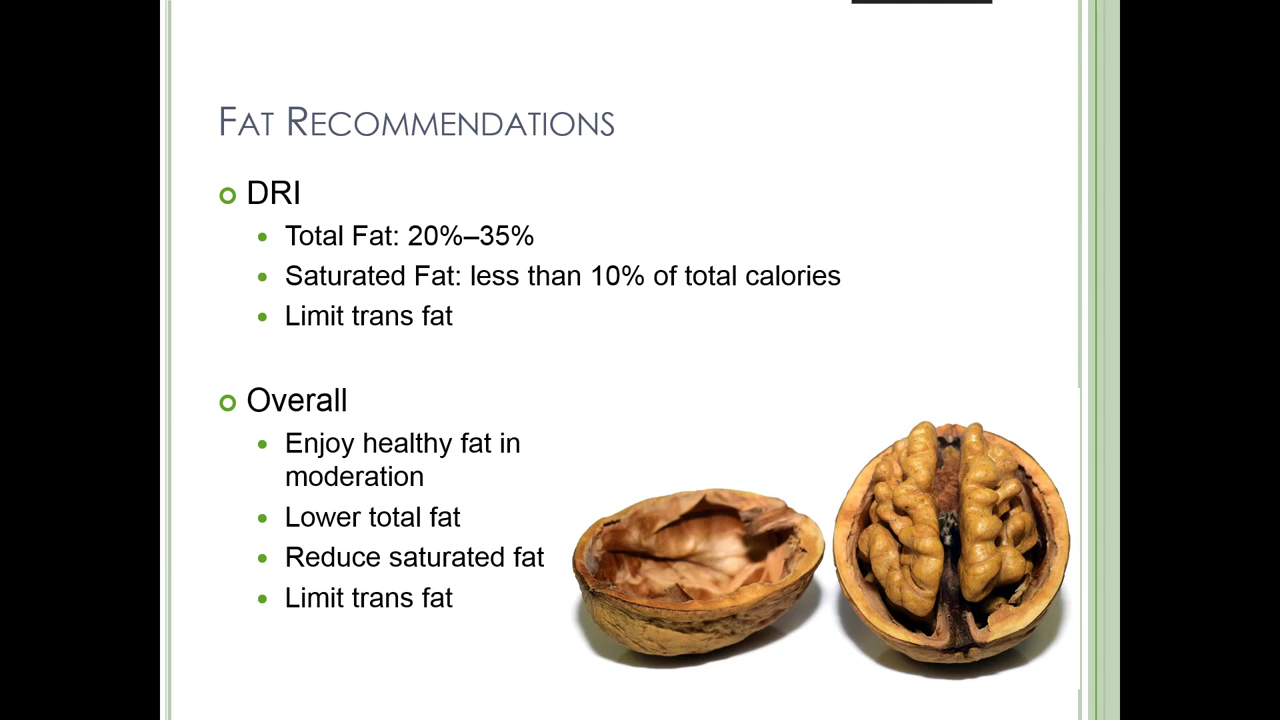 Fat Recommendations
DRI
Total Fat: 20%–35%
Saturated Fat: less than 10% of total calories
Limit trans fat
Overall
Enjoy healthy fat in
moderation
Lower total fat
Reduce saturated fat
Limit trans fat